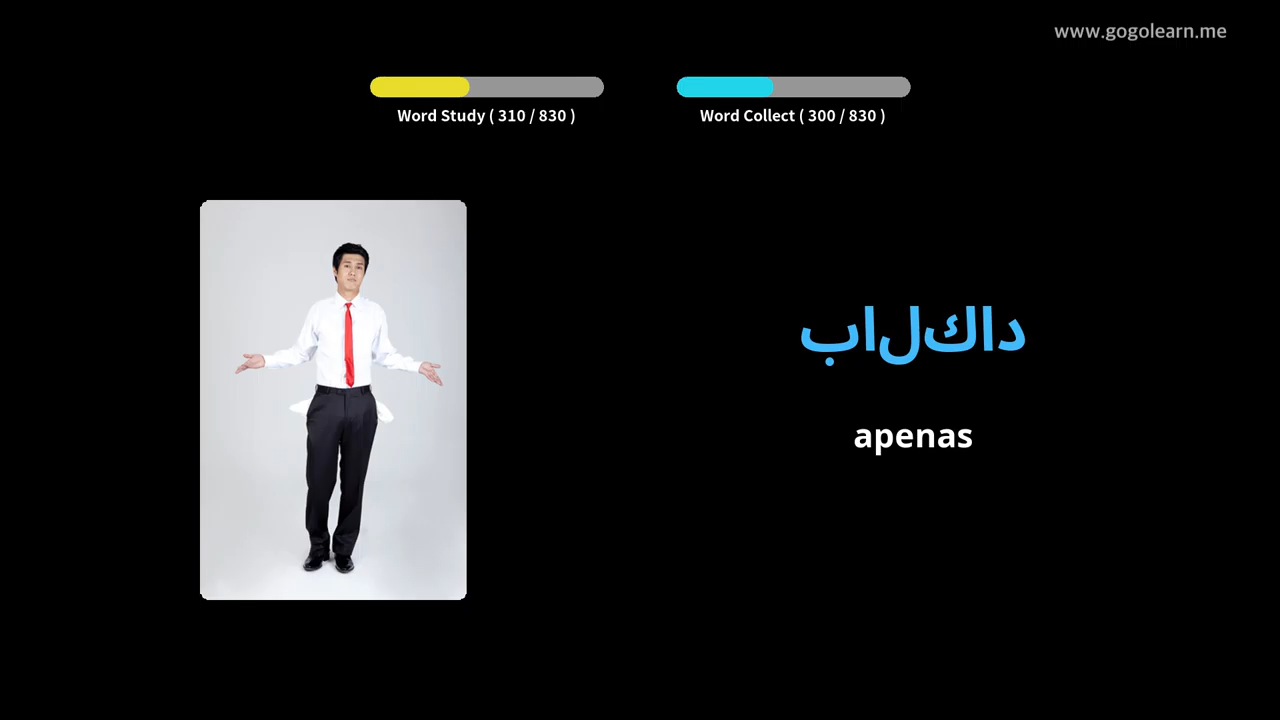 www.gogolearn.me
Word Study ( 310 / 830 )
Word Collect ( 300 / 830 )
بالكاد
apenas